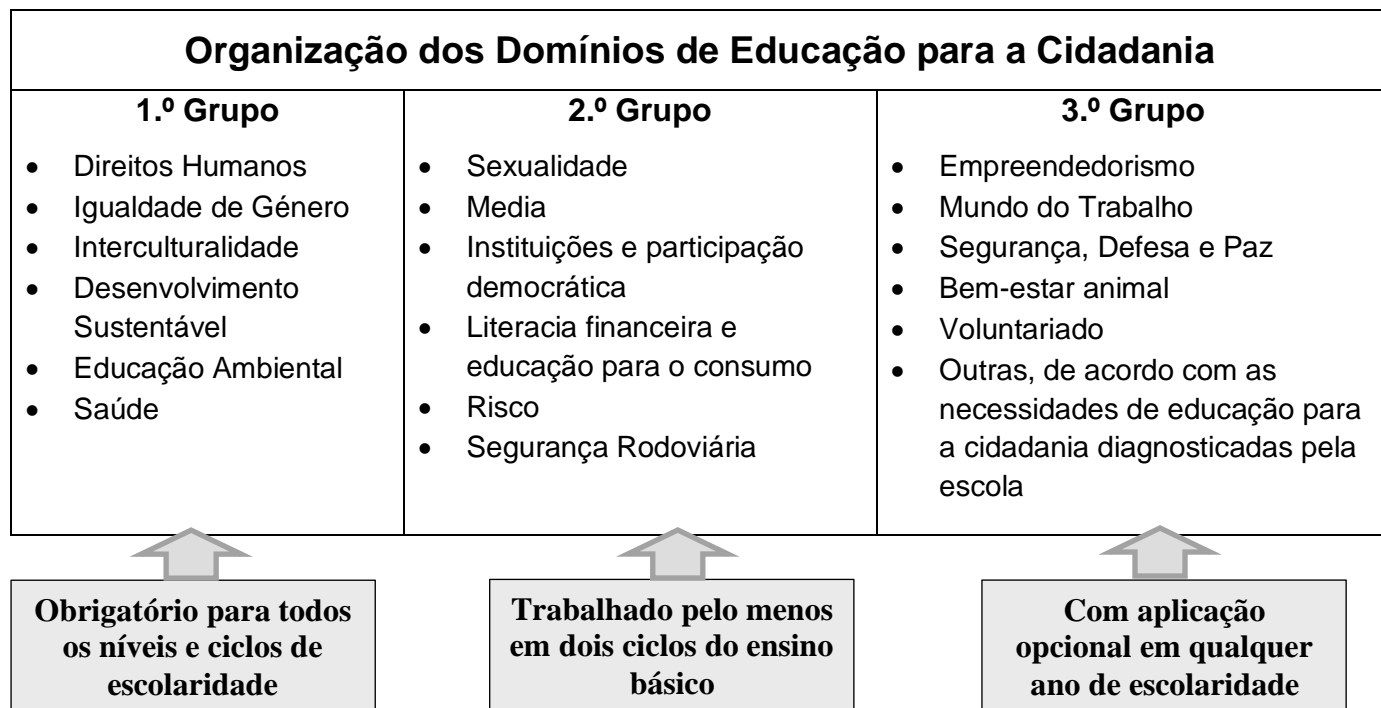 Organização dos Domínios de Educação para a Cidadania
1.º Grupo
• Direitos Humanos
• Igualdade de Género
• Interculturalidade
• Desenvolvimento
Sustentável
• Educação Ambiental
• Saúde
2.º Grupo
• Sexualidade
• Media
• Instituições e participação
democrática
• Literacia financeira e
educação para o consumo
• Risco
• Segurança Rodoviária
3.º Grupo
• Empreendedorismo
• Mundo do Trabalho
• Segurança, Defesa e Paz
• Bem-estar animal
• Voluntariado
• Outras, de acordo com as
necessidades de educação para
a cidadania diagnosticadas pela
escola
Obrigatório para todos
os níveis e ciclos de
escolaridade
Trabalhado pelo menos
em dois ciclos do ensino
básico
Com aplicação
opcional em qualquer
ano de escolaridade